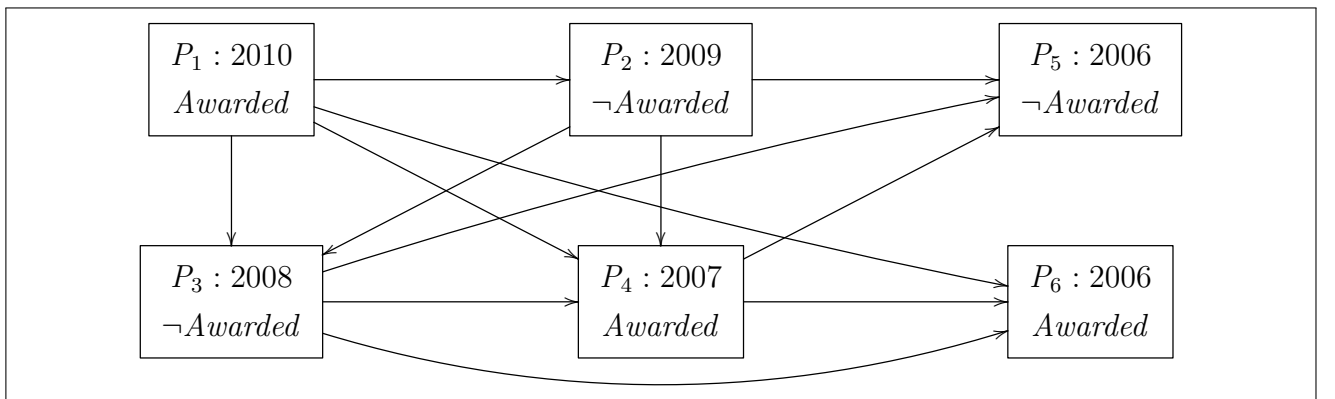 P₁ : 2010
Awarded
P₂ : 2009
¬Awarded
P₅ : 2006
¬Awarded
P₃ : 2008
¬Awarded
P₄ : 2007
Awarded
P₆ : 2006
Awarded